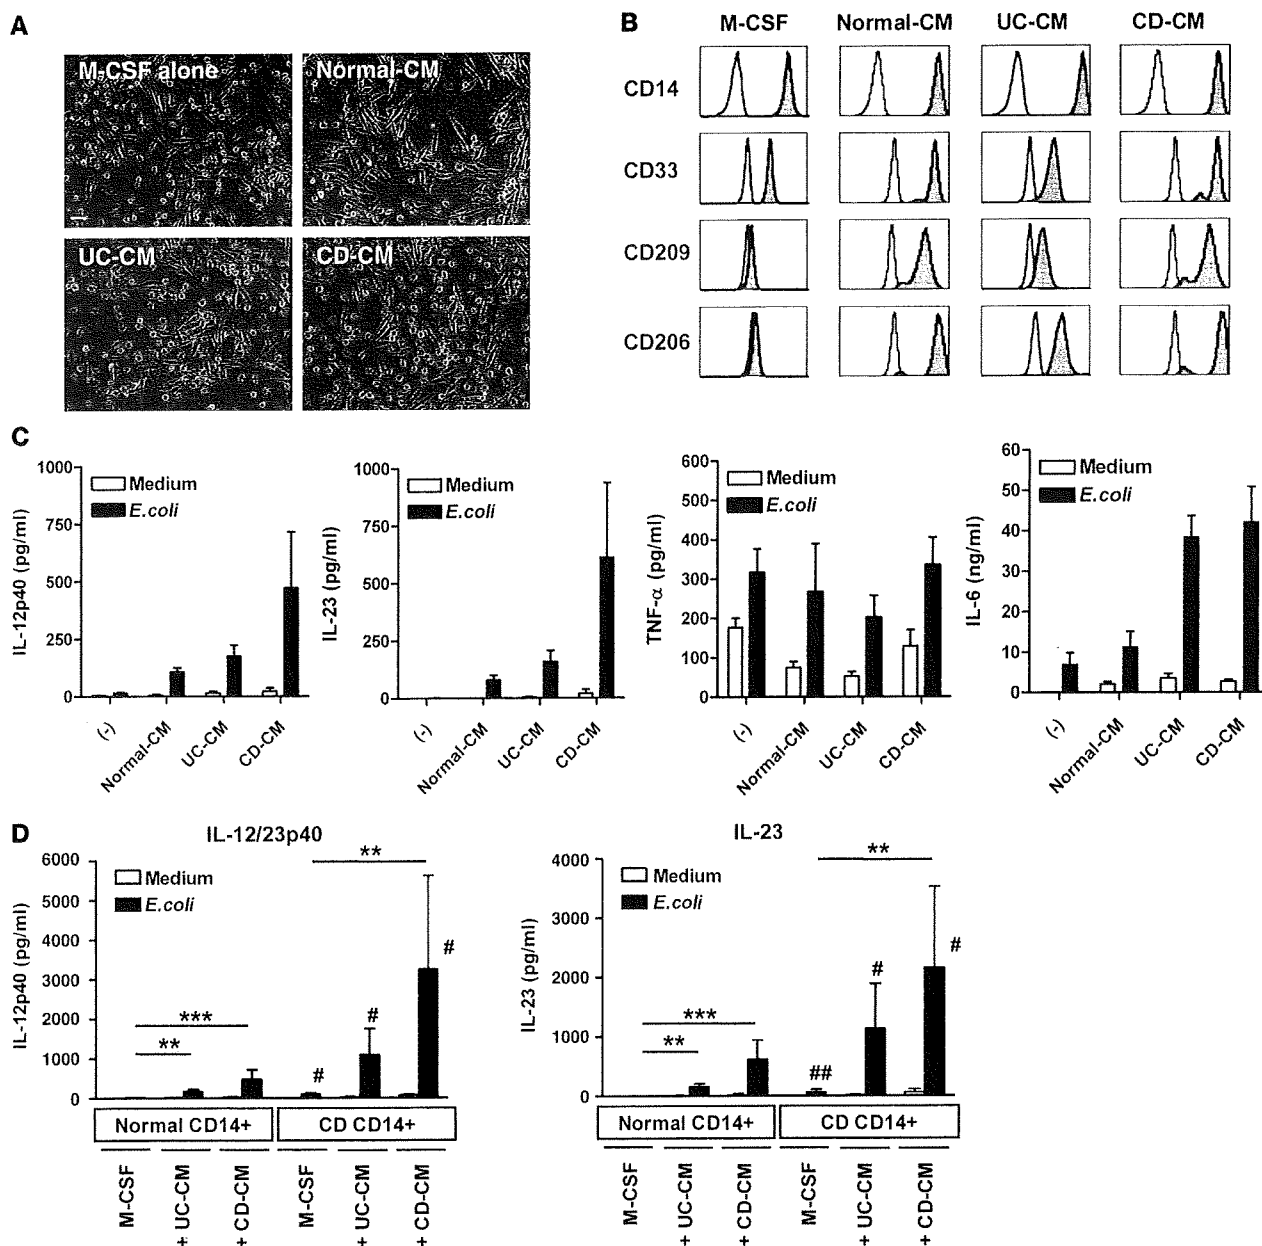 A
M-CSF alone
Normal-CM
UC-CM
CD-CM
B
M-CSF
Normal-CM
UC-CM
CD-CM
CD14
CD33
CD209
CD206
C
IL-12p40 (pg/ml)
1000
750
500
250
0
Medium
E.coli
(-)
Normal-CM
UC-CM
CD-CM
IL-23 (pg/ml)
1000
750
500
250
0
Medium
E.coli
(-)
Normal-CM
UC-CM
CD-CM
TNF-α (pg/ml)
600
500
400
300
200
100
0
Medium
E.coli
(-)
Normal-CM
UC-CM
CD-CM
IL-6 (ng/ml)
60
50
40
30
20
10
0
Medium
E.coli
(-)
Normal-CM
UC-CM
CD-CM
D
IL-12/23p40
IL-12p40 (pg/ml)
6000
5000
4000
3000
2000
1000
0
Medium
E.coli
**
***
**
#
#
#
Normal CD14+
CD CD14+
M-CSF
+ UC-CM
+ CD-CM
M-CSF
+ UC-CM
+ CD-CM
IL-23
IL-23 (pg/ml)
4000
3000
2000
1000
0
Medium
E.coli
**
***
**
##
#
#
Normal CD14+
CD CD14+
M-CSF
+ UC-CM
+ CD-CM
M-CSF
+ UC-CM
+ CD-CM